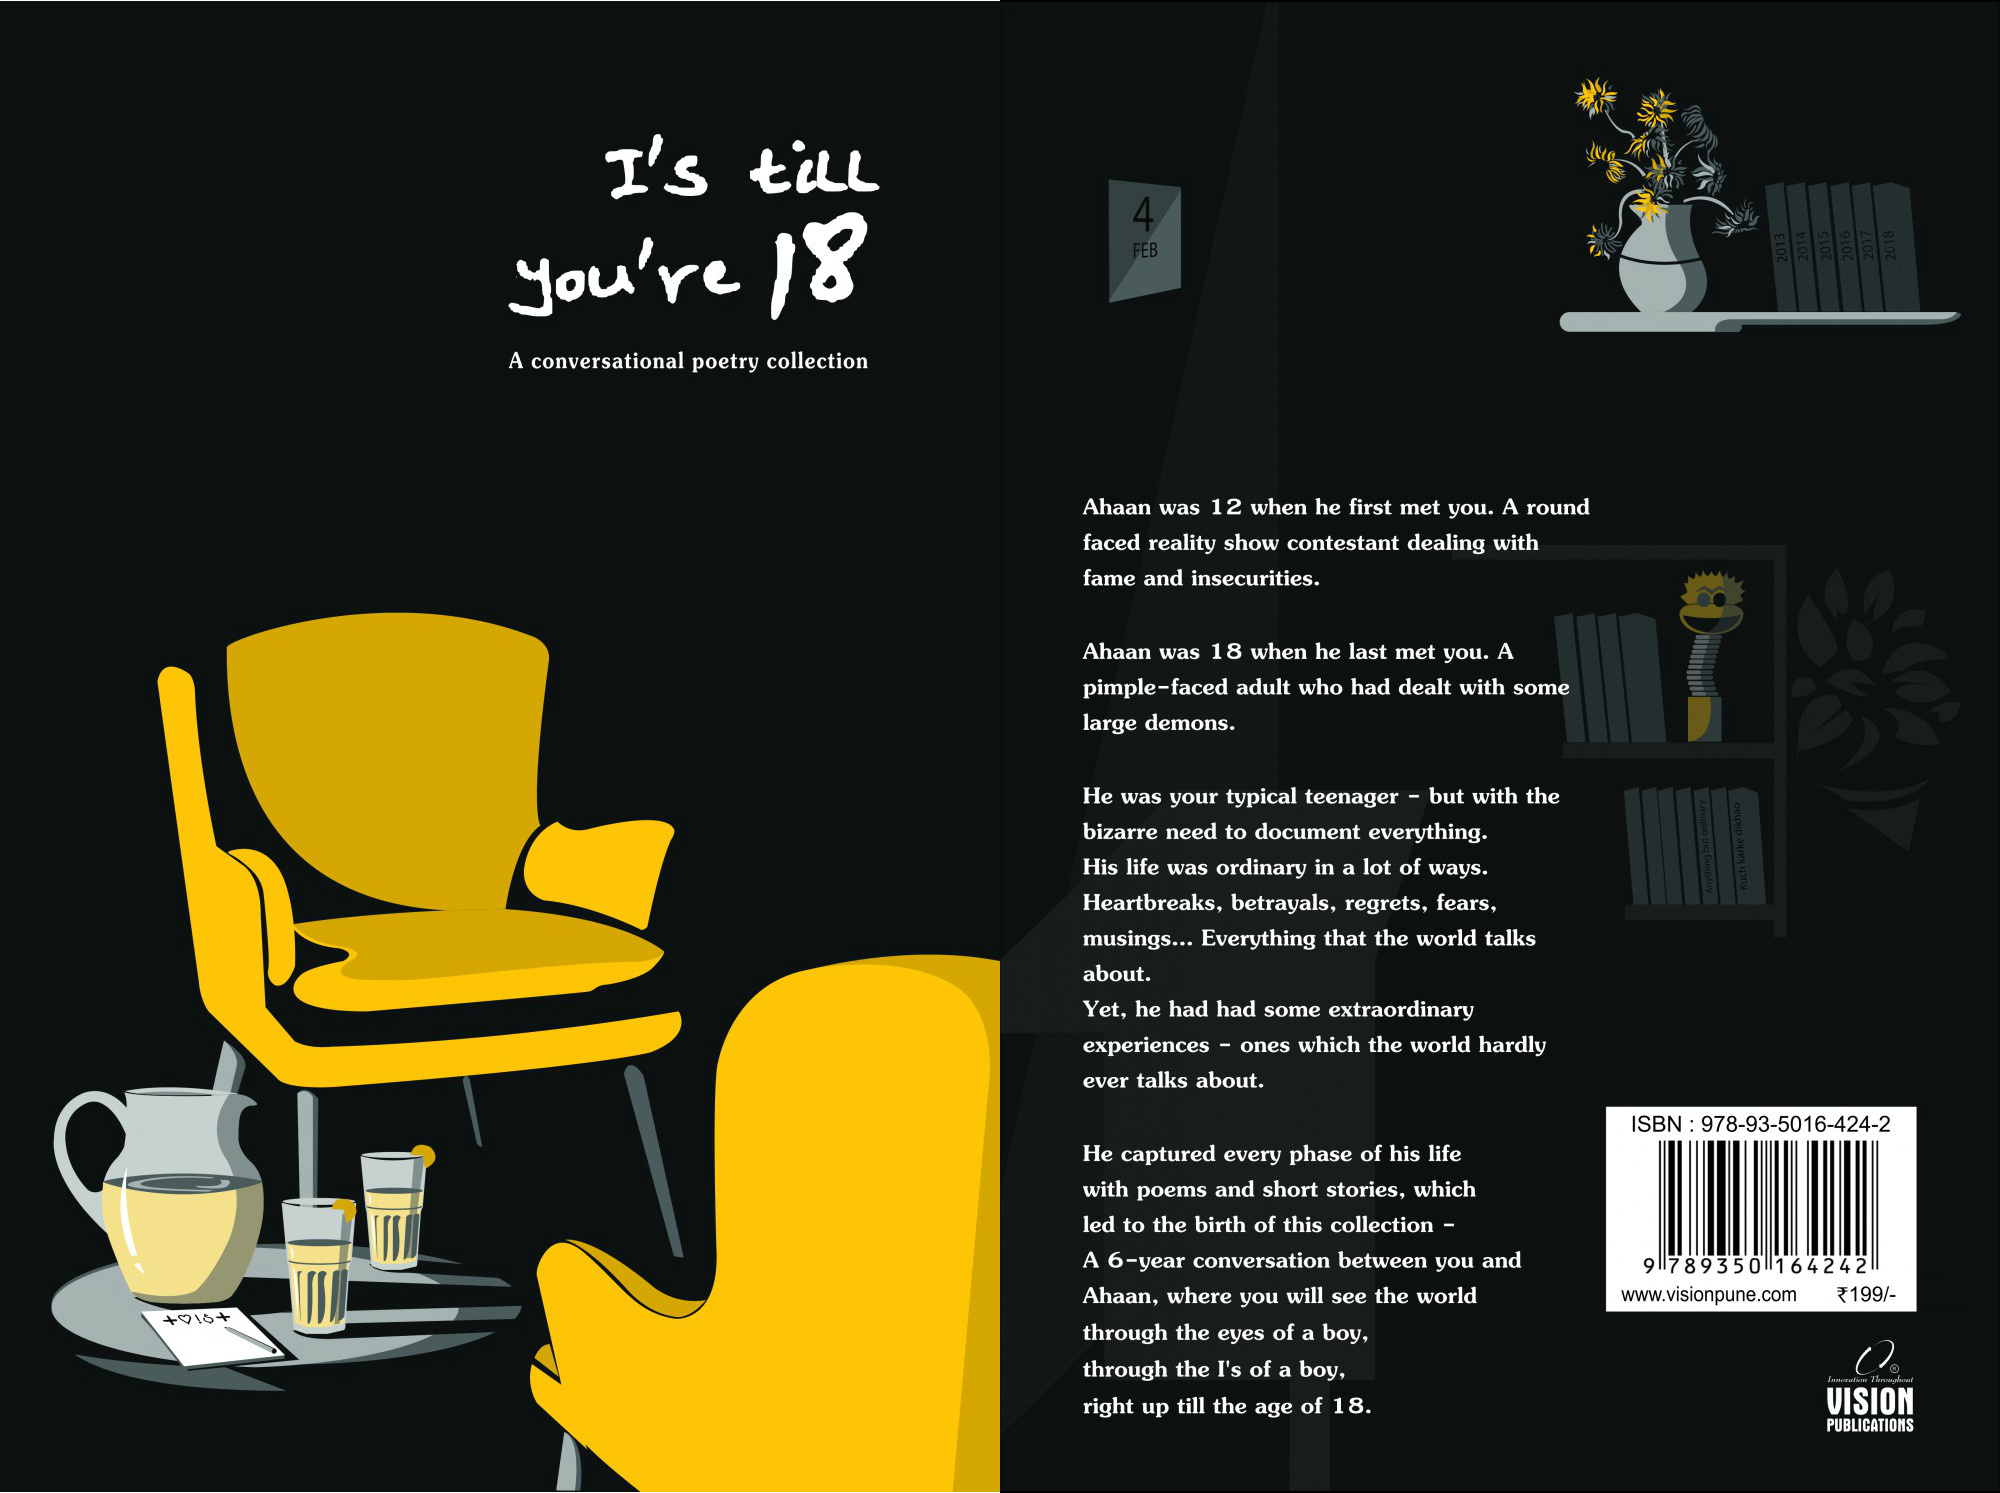 I's till
you're 18
A conversational poetry collection
4
FEB
2013
2014
2015
2016
2017
2018
Ahaan was 12 when he first met you. A round
faced reality show contestant dealing with
fame and insecurities.
Ahaan was 18 when he last met you. A
pimple-faced adult who had dealt with some
large demons.
He was your typical teenager - but with the
bizarre need to document everything.
His life was ordinary in a lot of ways.
Heartbreaks, betrayals, regrets, fears,
musings... Everything that the world talks
about.
Yet, he had had some extraordinary
experiences - ones which the world hardly
ever talks about.
He captured every phase of his life
with poems and short stories, which
led to the birth of this collection -
A 6-year conversation between you and
Ahaan, where you will see the world
through the eyes of a boy,
through the I's of a boy,
right up till the age of 18.
Anything but ordinary
Kuch karke dikhao
ISBN : 978-93-5016-424-2
9 789350 164242
www.visionpune.com ₹199/-
®
Innovation Throughout
VISION
PUBLICATIONS